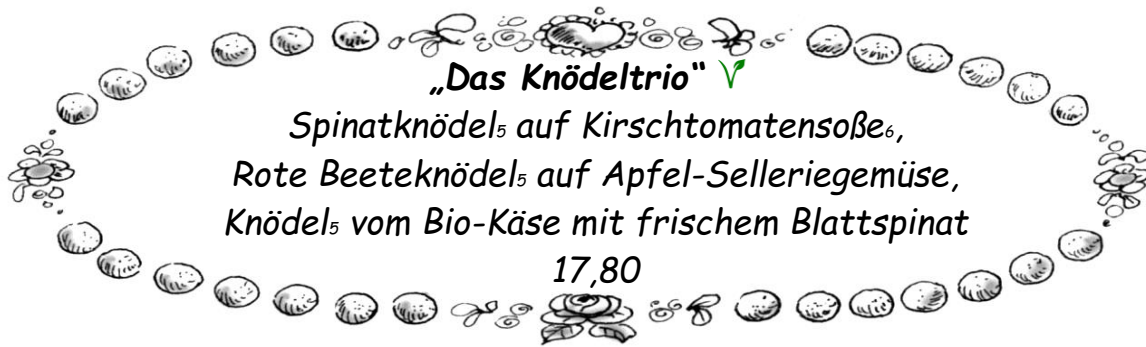 „Das Knödeltrio“
Spinatknödel₅ auf Kirschtomatensoße₆,
Rote Beeteknödel₅ auf Apfel-Selleriegemüse,
Knödel₅ vom Bio-Käse mit frischem Blattspinat
17,80